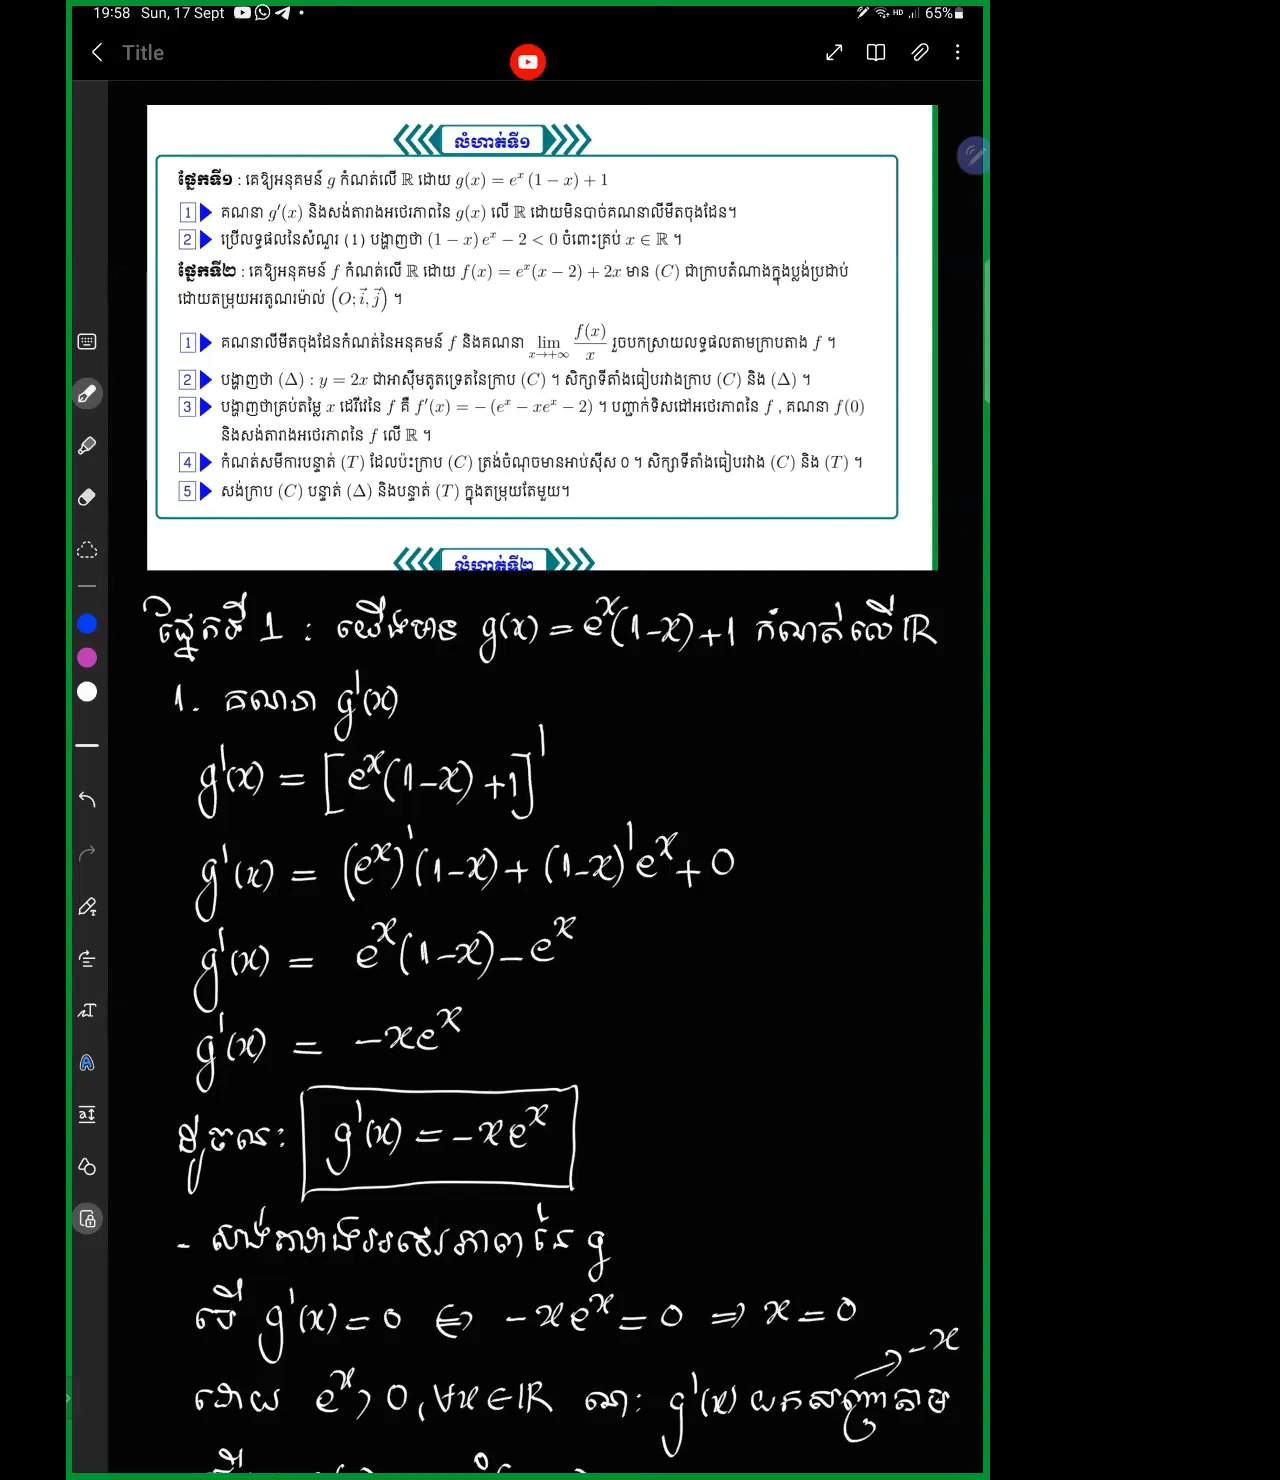 19:58 Sun, 17 Sept • HD 65%
Title
លំហាត់ទី១
ផ្នែកទី១ : គេឱ្យអនុគមន៍ g កំណត់លើ ℝ ដោយ g(x) = eˣ (1 − x) + 1
1 គណនា g′(x) និងសង់តារាងអថេរភាពនៃ g(x) លើ ℝ ដោយមិនបាច់គណនាលីមីតចុងដែន។
2 ប្រើលទ្ធផលនៃសំណួរ (1) បង្ហាញថា (1 − x) eˣ − 2 < 0 ចំពោះគ្រប់ x ∈ ℝ ។
ផ្នែកទី២ : គេឱ្យអនុគមន៍ f កំណត់លើ ℝ ដោយ f(x) = eˣ(x − 2) + 2x មាន (C) ជាក្រាបតំណាងក្នុងប្លង់ប្រដាប់
ដោយតម្រុយអរតូណរម៉ាល់ (O; i⃗, j⃗) ។
1 គណនាលីមីតចុងដែនកំណត់នៃអនុគមន៍ f និងគណនា lim x→+∞ f(x)/x រួចបកស្រាយលទ្ធផលតាមក្រាបតាង f ។
2 បង្ហាញថា (Δ) : y = 2x ជាអាស៊ីមតូតទ្រេតនៃក្រាប (C) ។ សិក្សាទីតាំងធៀបរវាងក្រាប (C) និង (Δ) ។
3 បង្ហាញថាគ្រប់តម្លៃ x ដេរីវេនៃ f គឺ f′(x) = − (eˣ − xeˣ − 2) ។ បញ្ជាក់ទិសដៅអថេរភាពនៃ f , គណនា f(0)
និងសង់តារាងអថេរភាពនៃ f លើ ℝ ។
4 កំណត់សមីការបន្ទាត់ (T) ដែលប៉ះក្រាប (C) ត្រង់ចំណុចមានអាប់ស៊ីស 0 ។ សិក្សាទីតាំងធៀបរវាង (C) និង (T) ។
5 សង់ក្រាប (C) បន្ទាត់ (Δ) និងបន្ទាត់ (T) ក្នុងតម្រុយតែមួយ។
លំហាត់ទី២
ផ្នែកទី 1 : យើងមាន g(x) = eˣ(1−x)+1 កំណត់លើ ℝ
1. គណនា g'(x)
g'(x) = [eˣ(1−x) +1]'
g'(x) = (eˣ)'(1−x) + (1−x)'eˣ + 0
g'(x) = eˣ(1−x) − eˣ
g'(x) = −xeˣ
ដូចនេះ: g'(x) = −xeˣ
- សង់តារាងអថេរភាពនៃ g
បើ g'(x) = 0 ⇔ −xeˣ = 0 ⇒ x = 0
ដោយ eˣ > 0, ∀x ∈ ℝ នោះ: g'(x) យកសញ្ញាតាម → −x